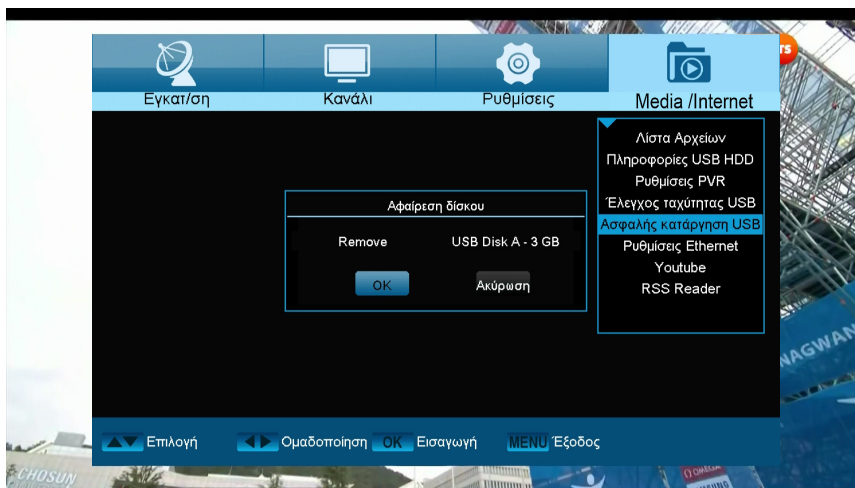 Εγκατ/ση
Κανάλι
Ρυθμίσεις
Media /Internet
Λίστα Αρχείων
Πληροφορίες USB HDD
Ρυθμίσεις PVR
Έλεγχος ταχύτητας USB
Ασφαλής κατάργηση USB
Ρυθμίσεις Ethernet
Youtube
RSS Reader
Αφαίρεση δίσκου
Remove USB Disk A - 3 GB
OK Ακύρωση
Επιλογή Ομαδοποίηση OK Εισαγωγή MENU Έξοδος
NAGWAN
CHOSUN